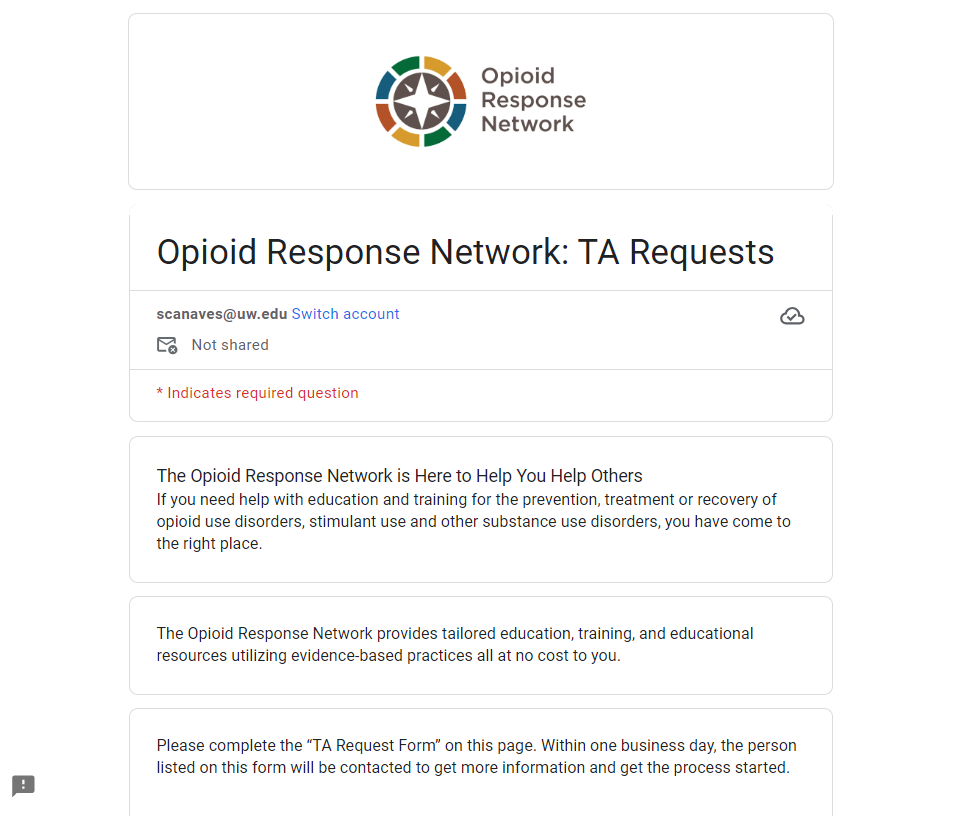 Opioid
Response
Network
Opioid Response Network: TA Requests
scanaves@uw.edu Switch account
Not shared
* Indicates required question
The Opioid Response Network is Here to Help You Help Others
If you need help with education and training for the prevention, treatment or recovery of
opioid use disorders, stimulant use and other substance use disorders, you have come to
the right place.
The Opioid Response Network provides tailored education, training, and educational
resources utilizing evidence-based practices all at no cost to you.
Please complete the “TA Request Form” on this page. Within one business day, the person
listed on this form will be contacted to get more information and get the process started.